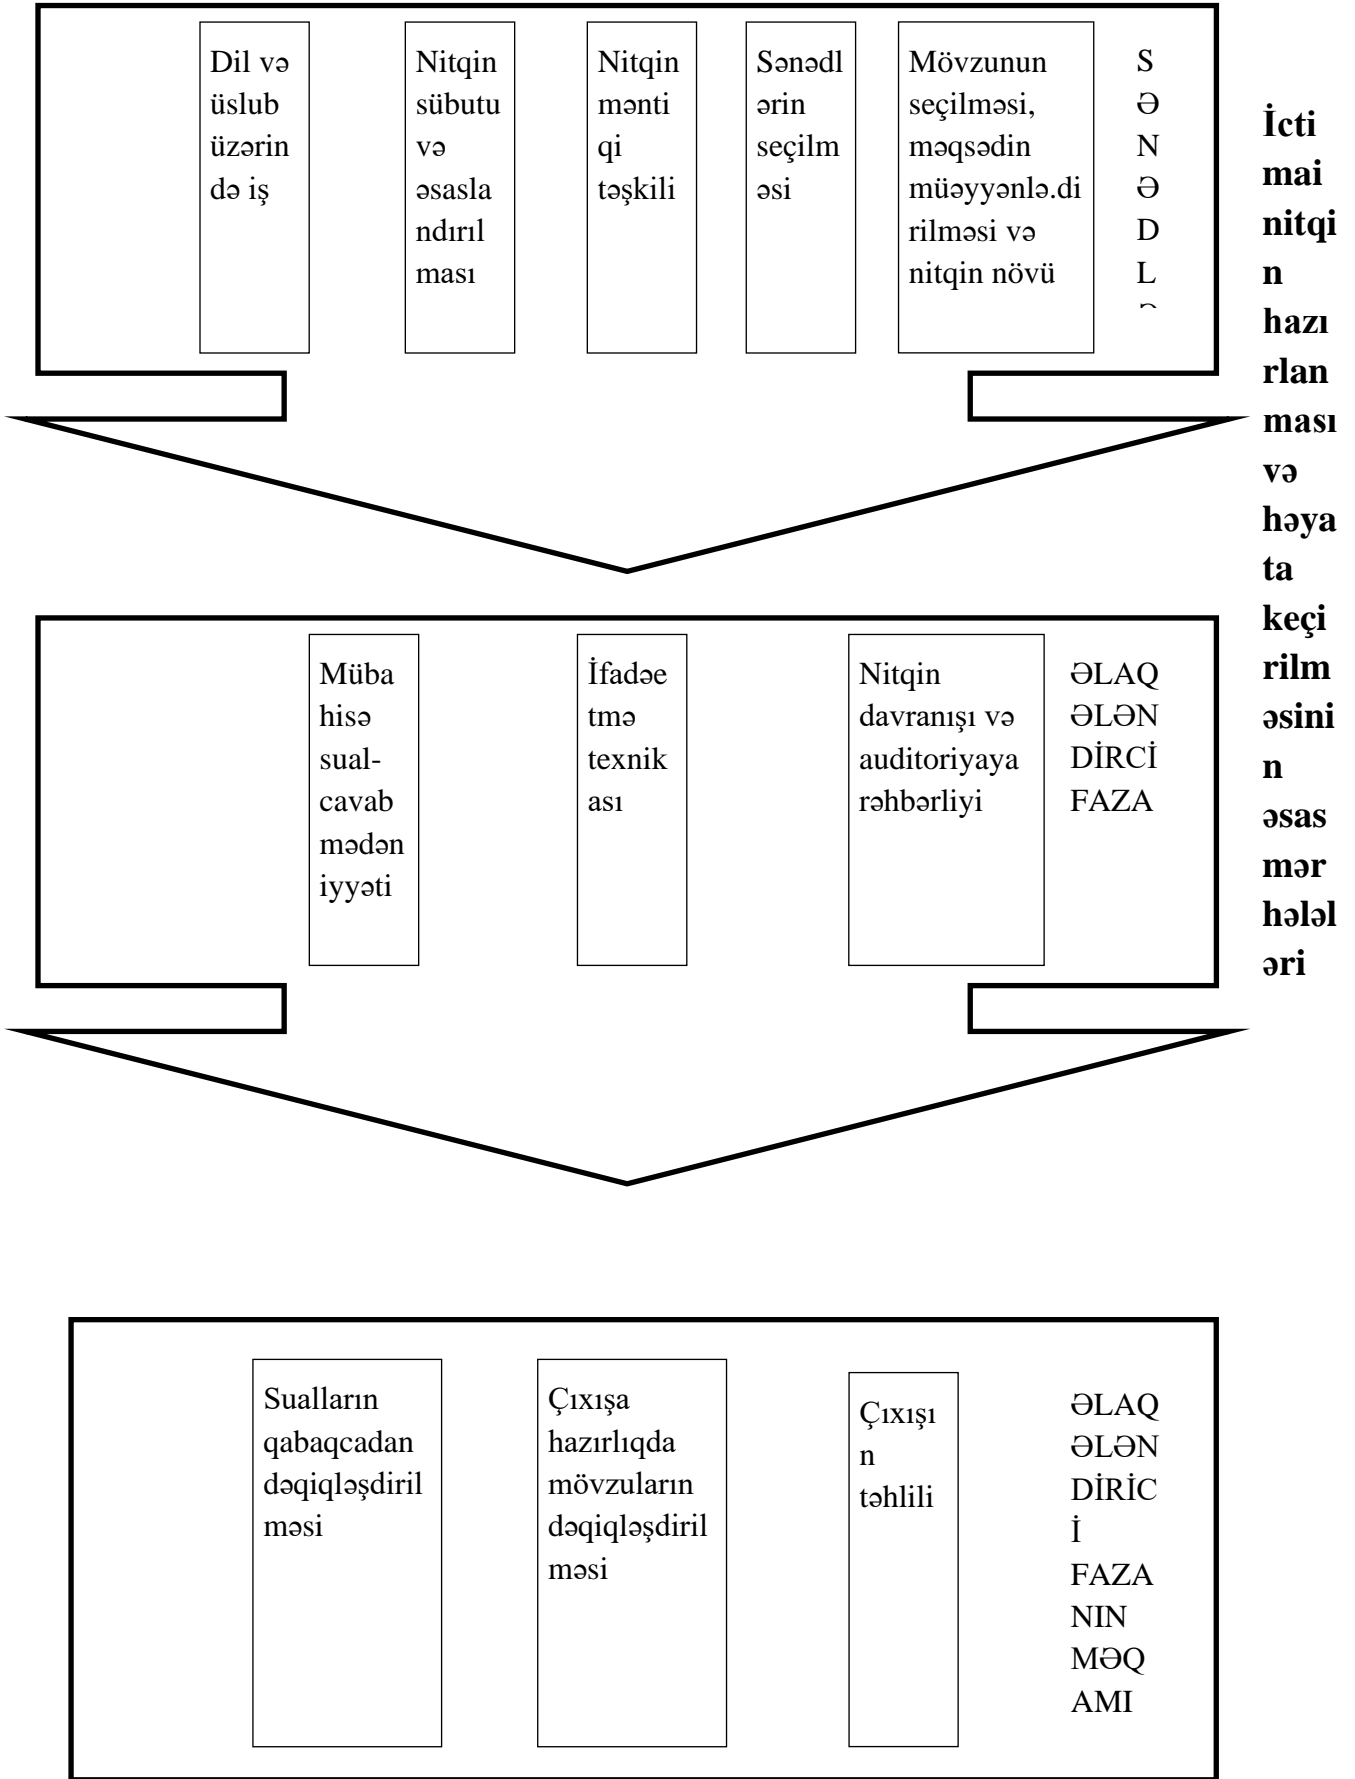 Dil və
üslub
üzərin
də iş
Nitqin
sübutu
və
əsasla
ndırıl
ması
Nitqin
mənti
qi
təşkili
Sənədl
ərin
seçilm
əsi
Mövzunun
seçilməsi,
məqsədin
müəyyənlə.di
rilməsi və
nitqin növü
S
Ə
N
Ə
D
L
İcti
mai
nitqi
n
hazı
rlan
ması
və
həya
ta
keçi
rilm
əsini
n
əsas
mər
hələl
əri
Müba
hisə
sual-
cavab
mədən
iyyəti
İfadəe
tmə
texnik
ası
Nitqin
davranışı və
auditoriyaya
rəhbərliyi
ƏLAQ
ƏLƏN
DİRCİ
FAZA
Sualların
qabaqcadan
dəqiqləşdiril
məsi
Çıxışa
hazırlıqda
mövzuların
dəqiqləşdiril
məsi
Çıxışı
n
təhlili
ƏLAQ
ƏLƏN
DİRİC
İ
FAZA
NIN
MƏQ
AMI